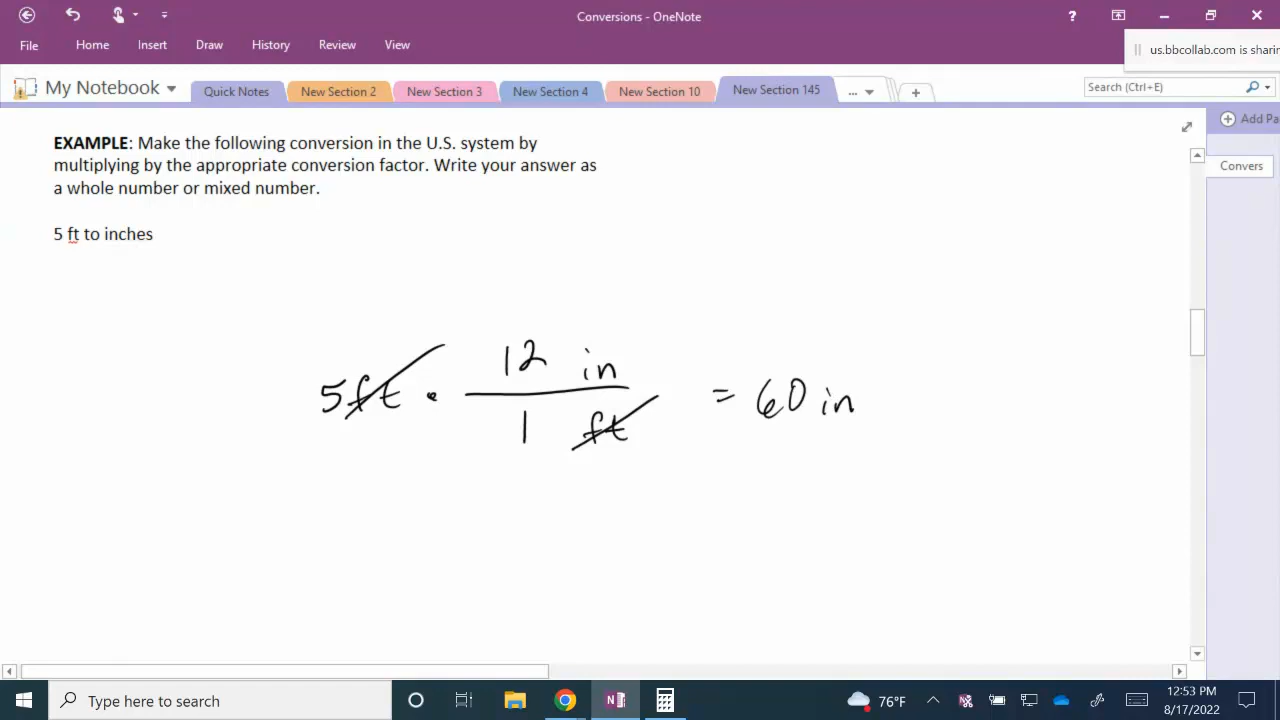 Conversions - OneNote
?
us.bbcollab.com is sharin
File Home Insert Draw History Review View
My Notebook Quick Notes New Section 2 New Section 3 New Section 4 New Section 10 New Section 145 ... + Search (Ctrl+E)
Add Pa
Convers
EXAMPLE: Make the following conversion in the U.S. system by
multiplying by the appropriate conversion factor. Write your answer as
a whole number or mixed number.
5 ft to inches
12 in
5 ft · = 60 in
1 ft
Type here to search
76°F
12:53 PM
8/17/2022